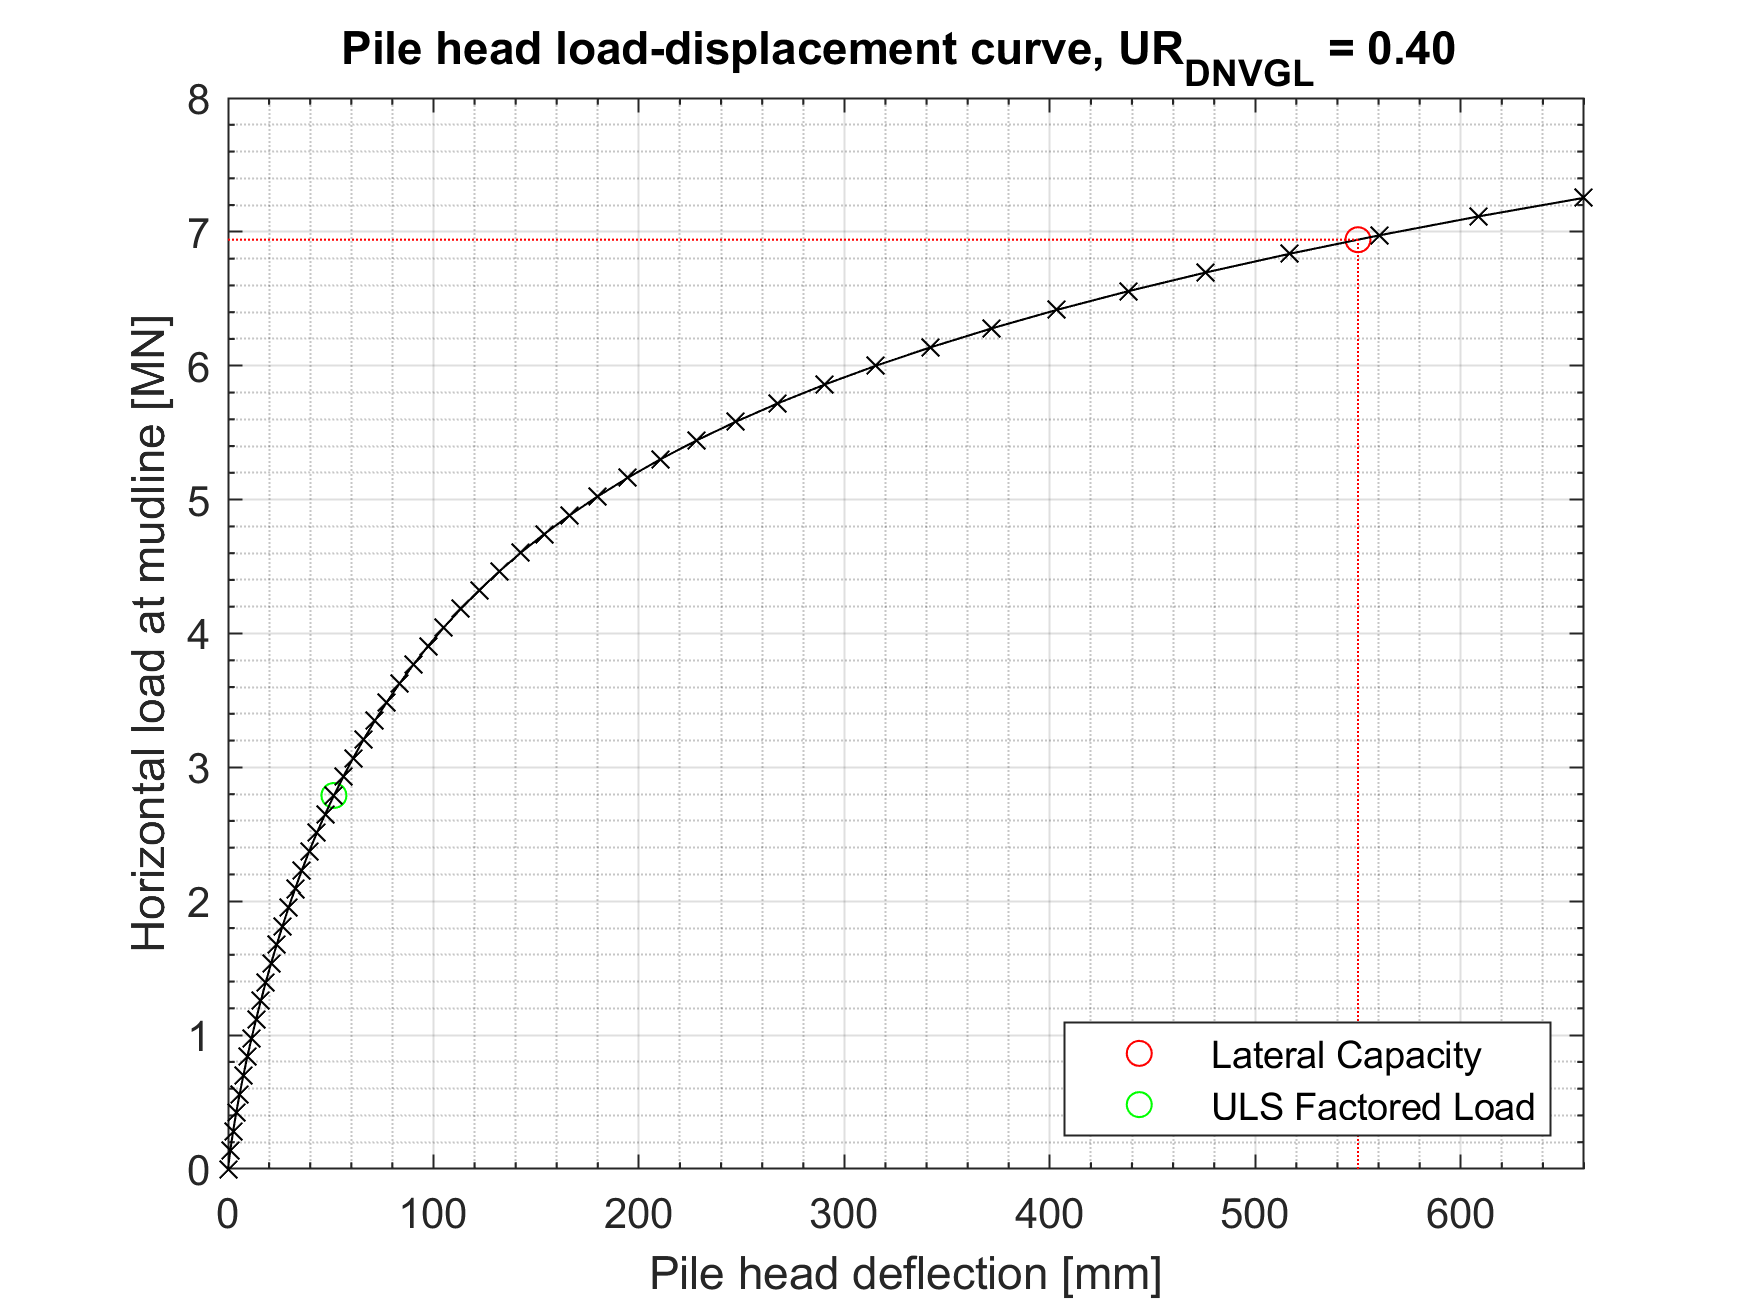 Pile head load-displacement curve, UR_DNVGL = 0.40
8
7
6
5
4
3
2
1
0
Horizontal load at mudline [MN]
0 100 200 300 400 500 600
Pile head deflection [mm]
Lateral Capacity
ULS Factored Load